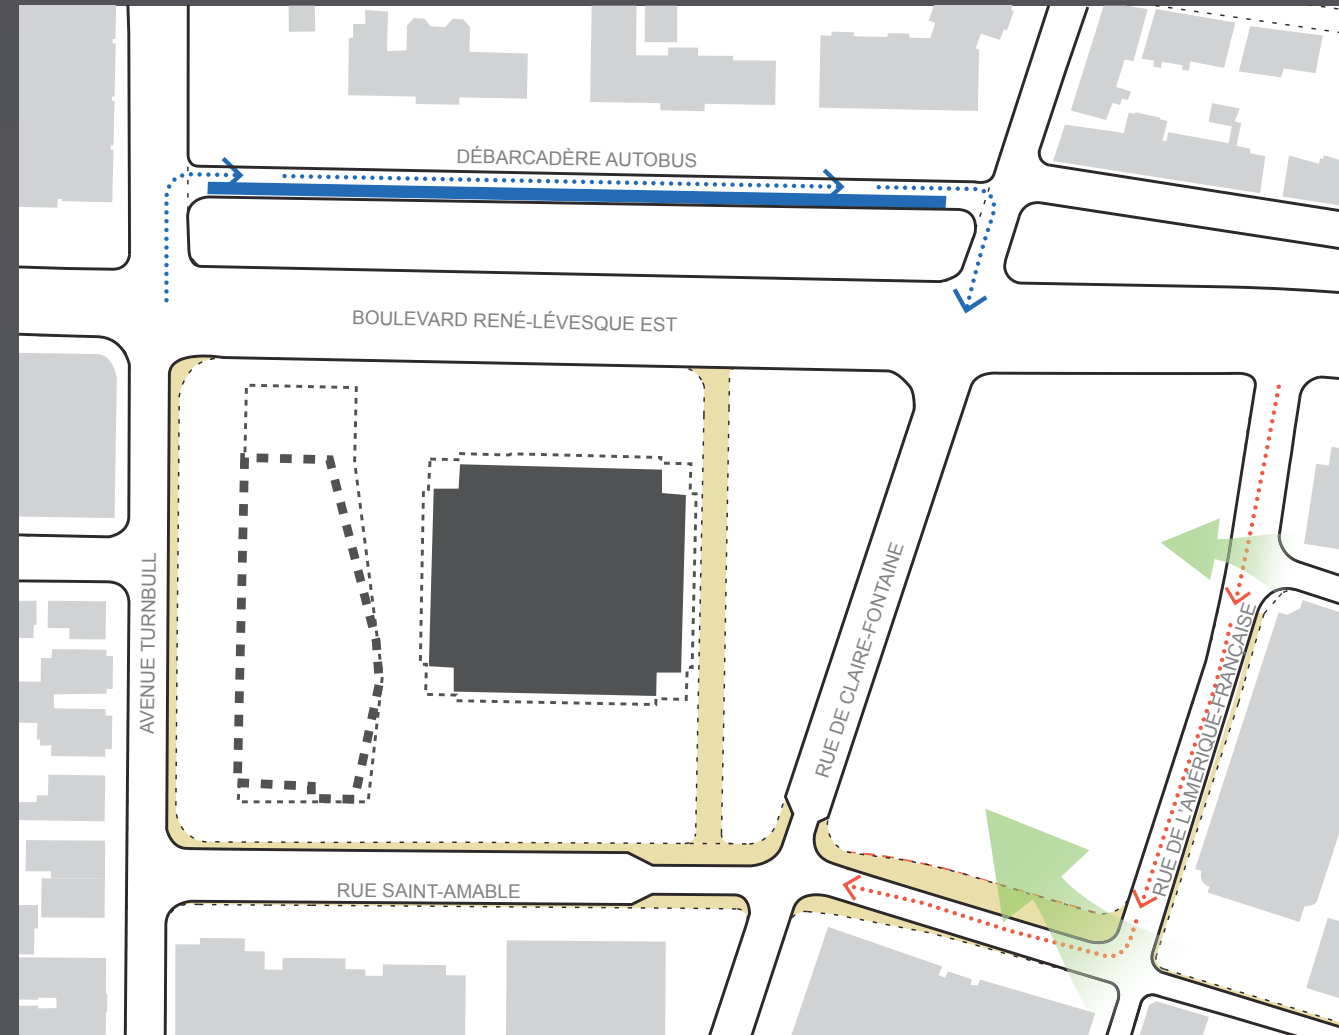 DÉBARCADÈRE AUTOBUS
BOULEVARD RENÉ-LÉVESQUE EST
AVENUE TURNBULL
RUE DE CLAIRE-FONTAINE
RUE DE L'AMÉRIQUE-FRANÇAISE
RUE SAINT-AMABLE